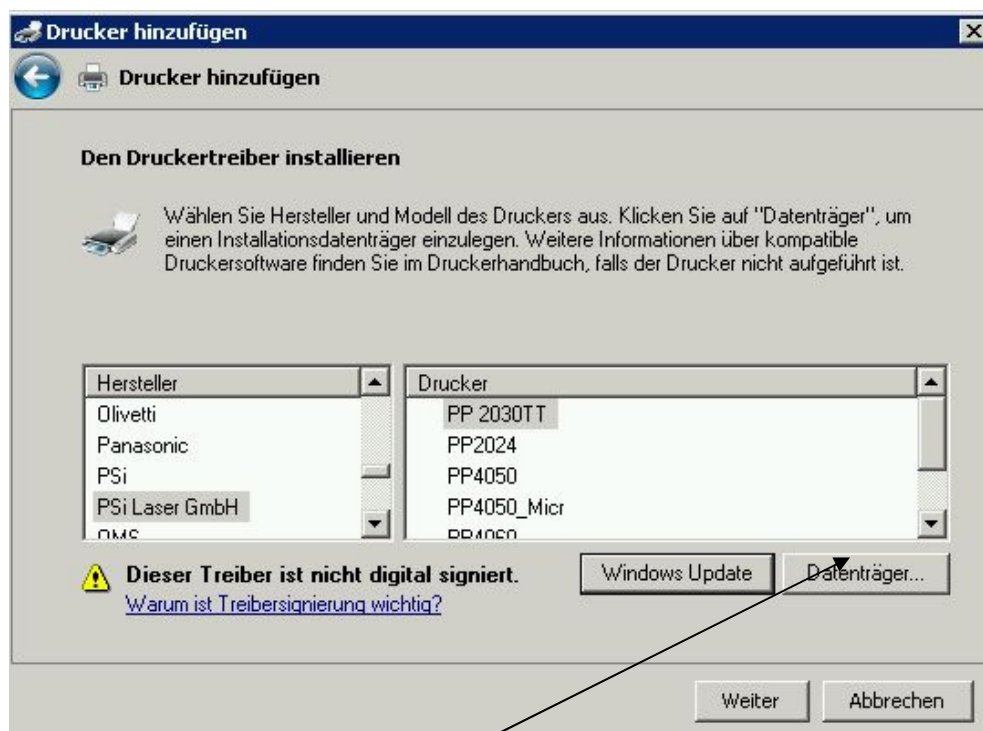 Drucker hinzufügen
Drucker hinzufügen
Den Druckertreiber installieren
Wählen Sie Hersteller und Modell des Druckers aus. Klicken Sie auf "Datenträger", um
einen Installationsdatenträger einzulegen. Weitere Informationen über kompatible
Druckersoftware finden Sie im Druckerhandbuch, falls der Drucker nicht aufgeführt ist.
Hersteller
Olivetti
Panasonic
PSi
PSi Laser GmbH
QMS
Drucker
PP 2030TT
PP2024
PP4050
PP4050_Micr
PP4060
Dieser Treiber ist nicht digital signiert.
Warum ist Treibersignierung wichtig?
Windows Update
Datenträger...
Weiter
Abbrechen